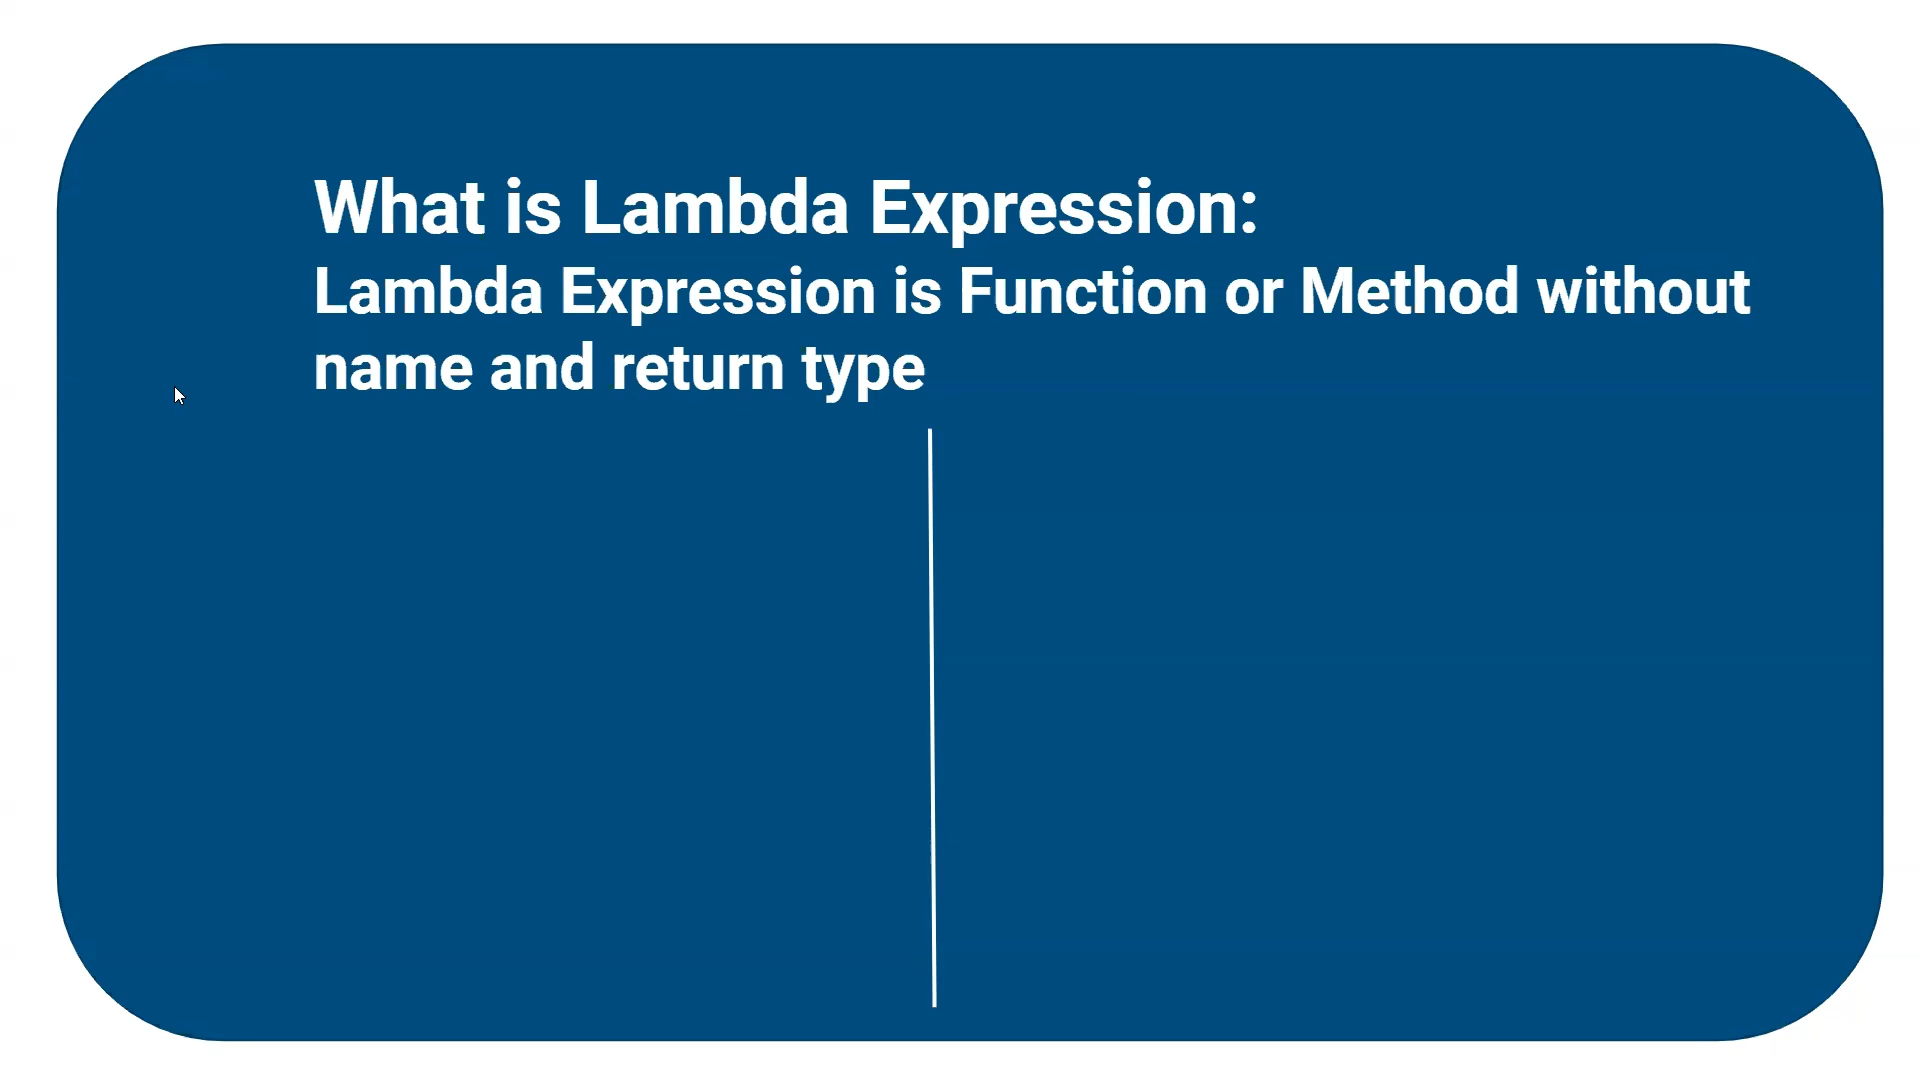 What is Lambda Expression:
Lambda Expression is Function or Method without
name and return type